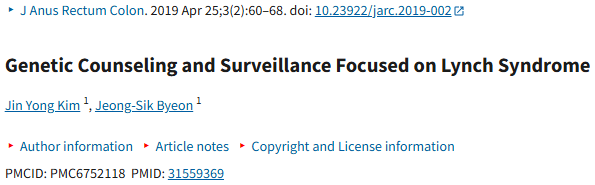 J Anus Rectum Colon. 2019 Apr 25;3(2):60–68. doi: 10.23922/jarc.2019-002
Genetic Counseling and Surveillance Focused on Lynch Syndrome
Jin Yong Kim 1, Jeong-Sik Byeon 1
Author information Article notes Copyright and License information
PMCID: PMC6752118 PMID: 31559369